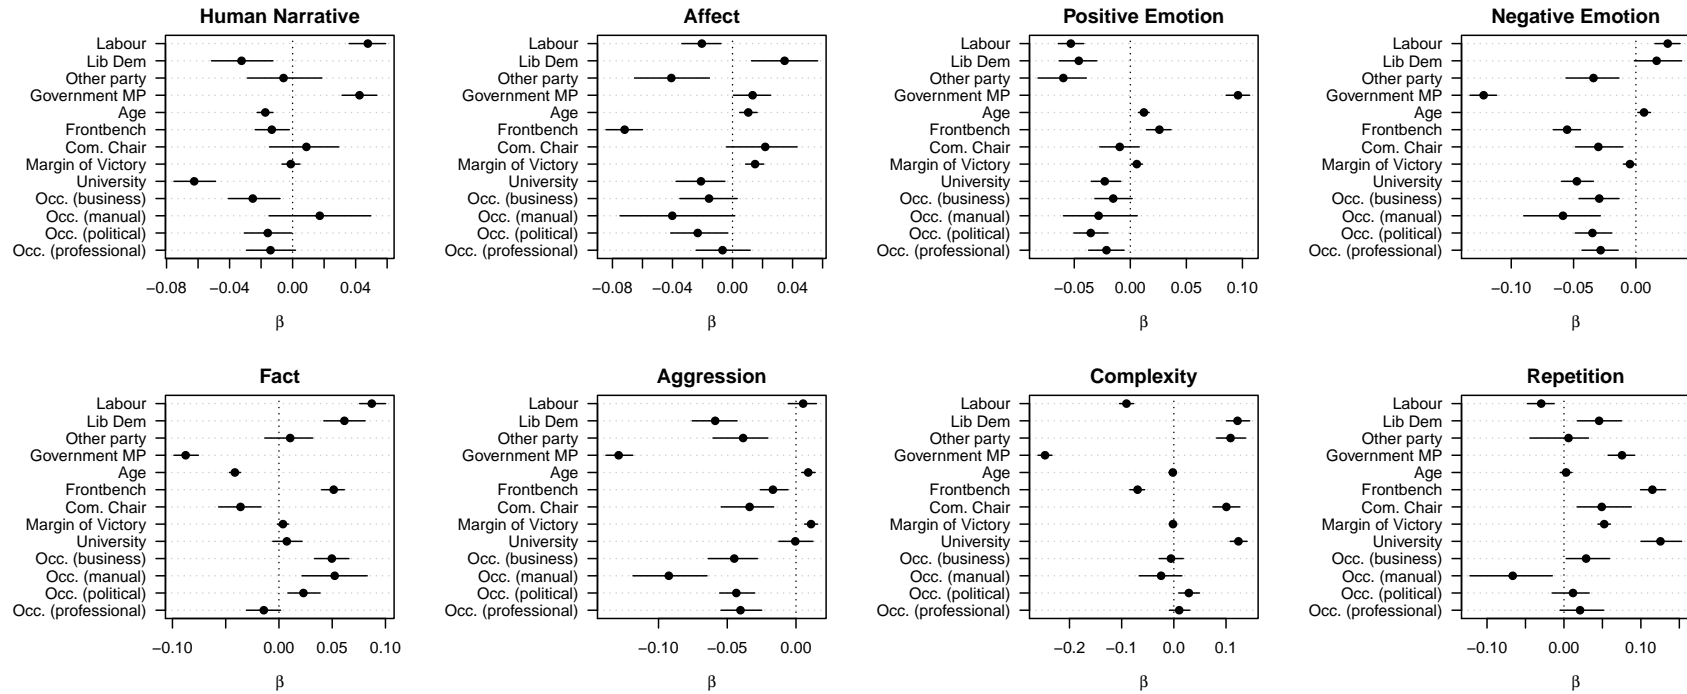 Human Narrative
Labour
Lib Dem
Other party
Government MP
Age
Frontbench
Com. Chair
Margin of Victory
University
Occ. (business)
Occ. (manual)
Occ. (political)
Occ. (professional)
−0.08 −0.04 0.00 0.04
β
Affect
Labour
Lib Dem
Other party
Government MP
Age
Frontbench
Com. Chair
Margin of Victory
University
Occ. (business)
Occ. (manual)
Occ. (political)
Occ. (professional)
−0.08 −0.04 0.00 0.04
β
Positive Emotion
Labour
Lib Dem
Other party
Government MP
Age
Frontbench
Com. Chair
Margin of Victory
University
Occ. (business)
Occ. (manual)
Occ. (political)
Occ. (professional)
−0.05 0.00 0.05 0.10
β
Negative Emotion
Labour
Lib Dem
Other party
Government MP
Age
Frontbench
Com. Chair
Margin of Victory
University
Occ. (business)
Occ. (manual)
Occ. (political)
Occ. (professional)
−0.10 −0.05 0.00
β
Fact
Labour
Lib Dem
Other party
Government MP
Age
Frontbench
Com. Chair
Margin of Victory
University
Occ. (business)
Occ. (manual)
Occ. (political)
Occ. (professional)
−0.10 0.00 0.05 0.10
β
Aggression
Labour
Lib Dem
Other party
Government MP
Age
Frontbench
Com. Chair
Margin of Victory
University
Occ. (business)
Occ. (manual)
Occ. (political)
Occ. (professional)
−0.10 −0.05 0.00
β
Complexity
Labour
Lib Dem
Other party
Government MP
Age
Frontbench
Com. Chair
Margin of Victory
University
Occ. (business)
Occ. (manual)
Occ. (political)
Occ. (professional)
−0.2 −0.1 0.0 0.1
β
Repetition
Labour
Lib Dem
Other party
Government MP
Age
Frontbench
Com. Chair
Margin of Victory
University
Occ. (business)
Occ. (manual)
Occ. (political)
Occ. (professional)
−0.10 0.00 0.10
β